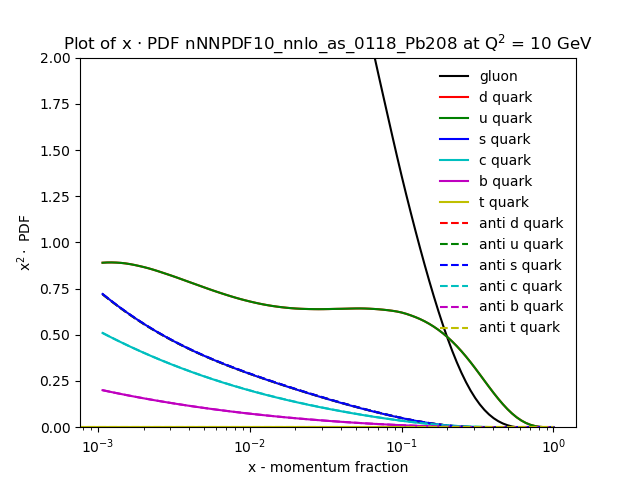 Plot of x · PDF nNNPDF10_nnlo_as_0118_Pb208 at Q² = 10 GeV
2.00
1.75
1.50
1.25
1.00
0.75
0.50
0.25
0.00
x² · PDF
gluon
d quark
u quark
s quark
c quark
b quark
t quark
anti d quark
anti u quark
anti s quark
anti c quark
anti b quark
anti t quark
10⁻³ 10⁻² 10⁻¹ 10⁰
x - momentum fraction